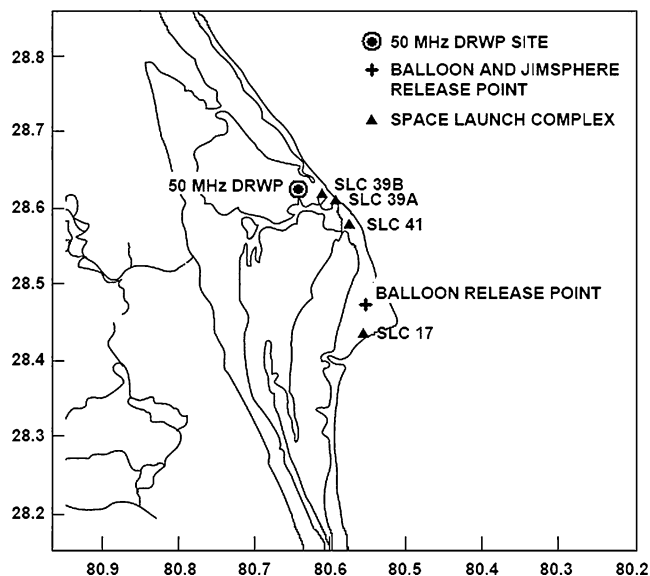 50 MHz DRWP SITE
BALLOON AND JIMSPHERE
RELEASE POINT
SPACE LAUNCH COMPLEX
28.8
28.7
28.6
28.5
28.4
28.3
28.2
50 MHz DRWP
SLC 39B
SLC 39A
SLC 41
BALLOON RELEASE POINT
SLC 17
80.9
80.8
80.7
80.6
80.5
80.4
80.3
80.2